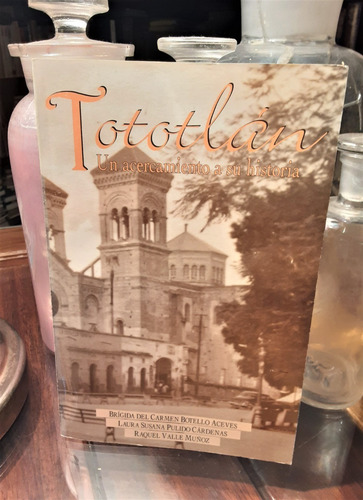 Tototlán
Un acercamiento a su historia
BRÍGIDA DEL CARMEN BOTELLO ACEVES
LAURA SUSANA PULIDO CÁRDENAS
RAQUEL VALLE MUÑOZ